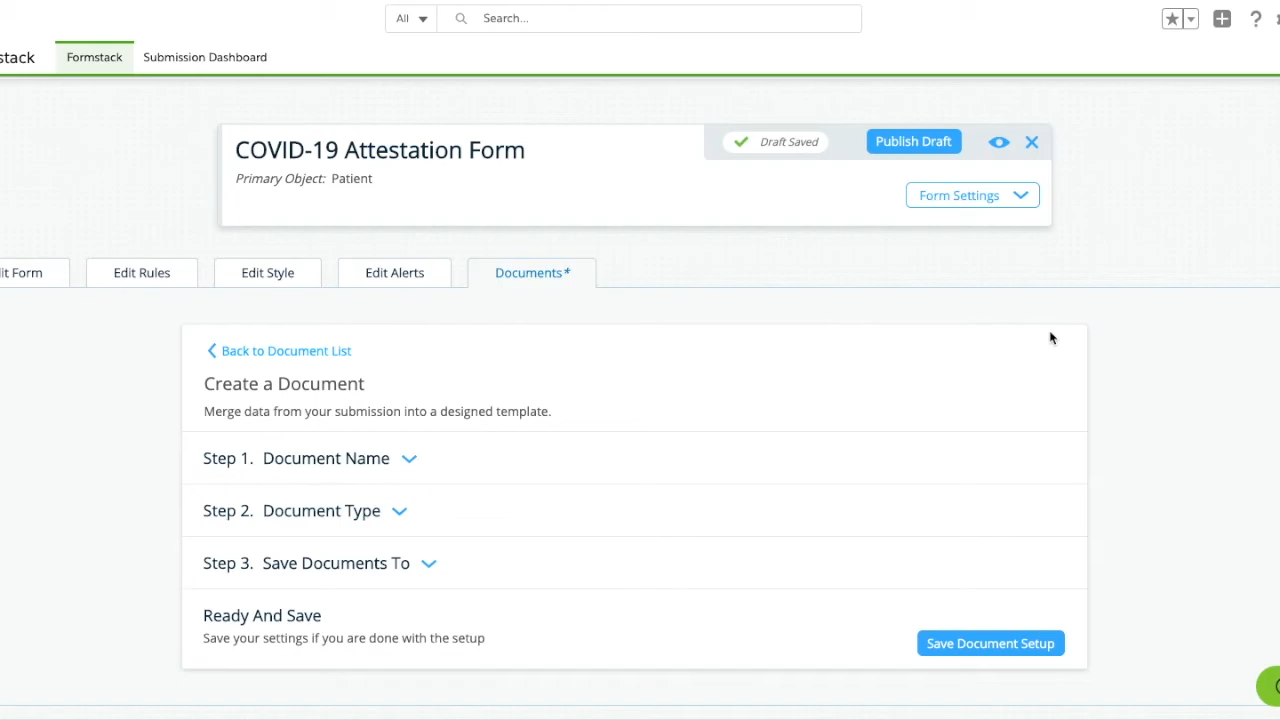 All
Search...
stack
Formstack
Submission Dashboard
COVID-19 Attestation Form
Draft Saved
Publish Draft
Primary Object: Patient
Form Settings
it Form
Edit Rules
Edit Style
Edit Alerts
Documents*
Back to Document List
Create a Document
Merge data from your submission into a designed template.
Step 1. Document Name
Step 2. Document Type
Step 3. Save Documents To
Ready And Save
Save your settings if you are done with the setup
Save Document Setup